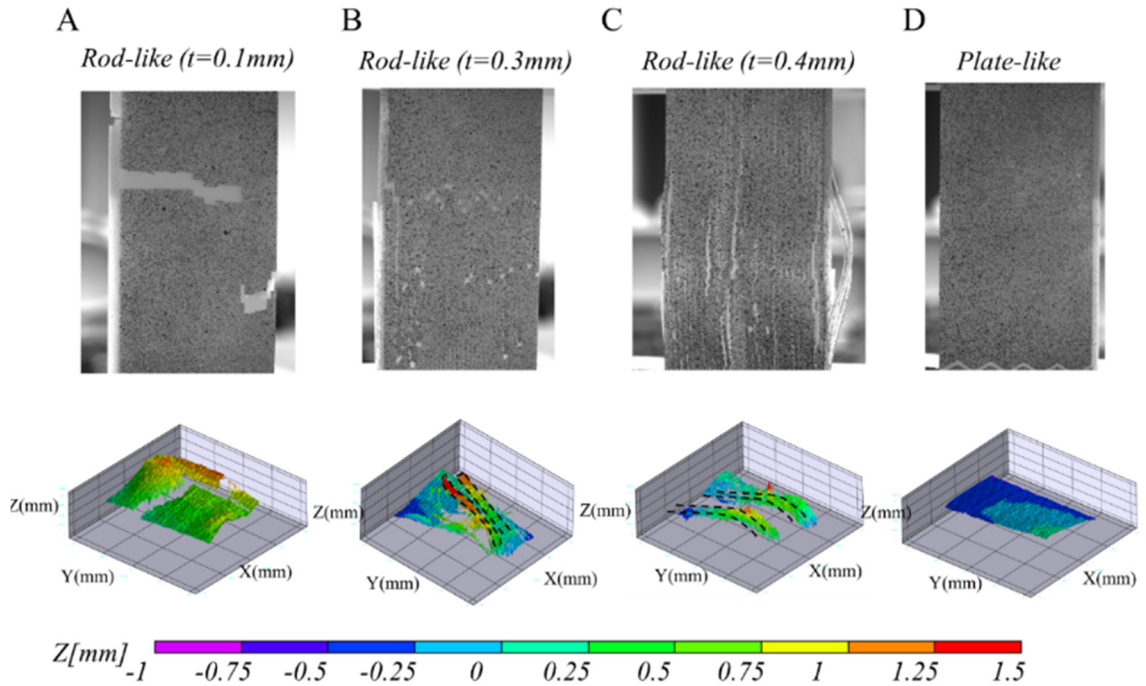 A
B
C
D
Rod-like (t=0.1mm)
Rod-like (t=0.3mm)
Rod-like (t=0.4mm)
Plate-like
Z(mm)
Y(mm)
X(mm)
Z(mm)
Y(mm)
X(mm)
Z(mm)
Y(mm)
X(mm)
Z(mm)
Y(mm)
X(mm)
Z[mm]
-1 -0.75 -0.5 -0.25 0 0.25 0.5 0.75 1 1.25 1.5